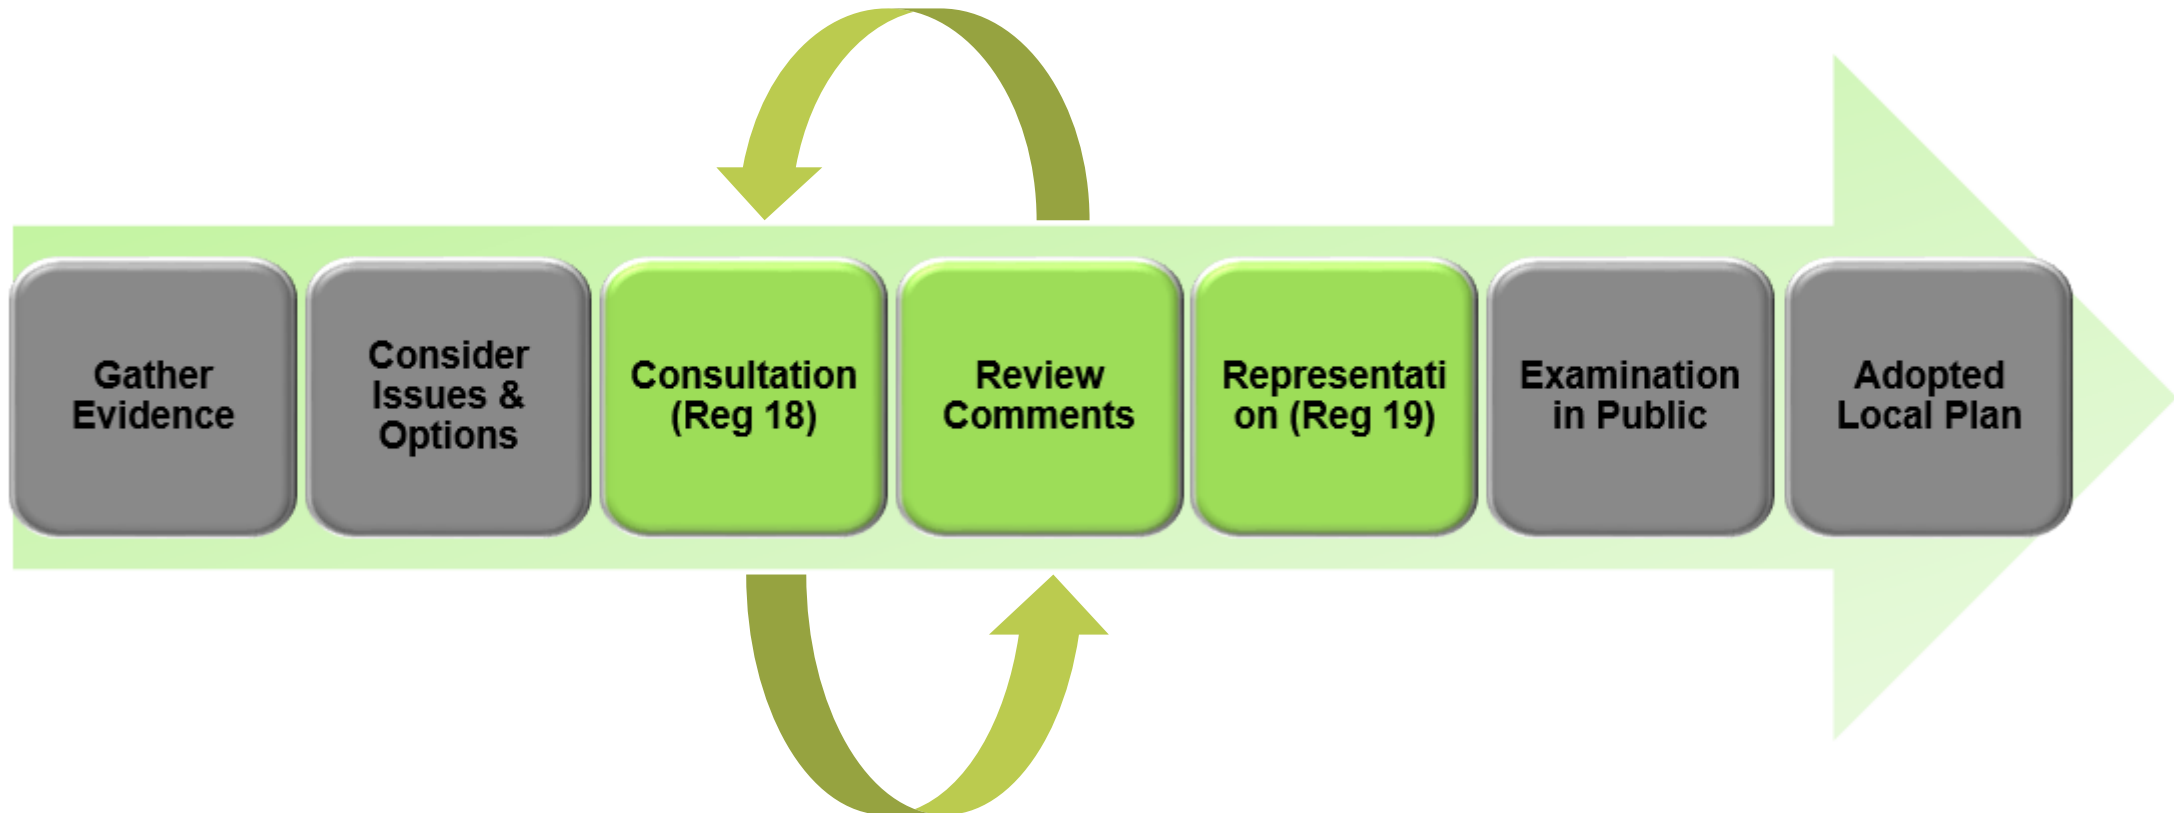 Gather
Evidence
Consider
Issues &
Options
Consultation
(Reg 18)
Review
Comments
Representati
on (Reg 19)
Examination
in Public
Adopted
Local Plan